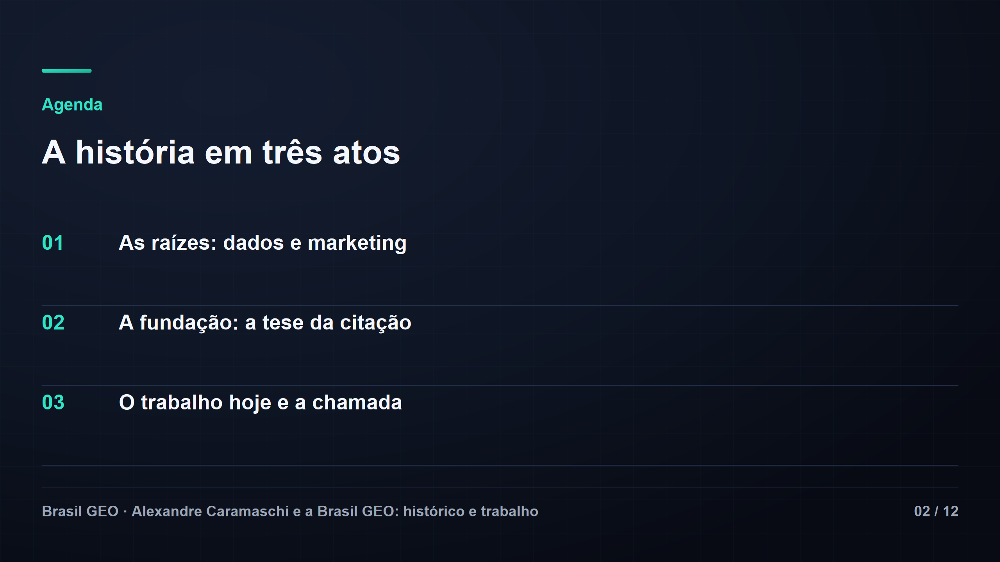 Agenda
A história em três atos
01 As raízes: dados e marketing
02 A fundação: a tese da citação
03 O trabalho hoje e a chamada
Brasil GEO · Alexandre Caramaschi e a Brasil GEO: histórico e trabalho 02 / 12